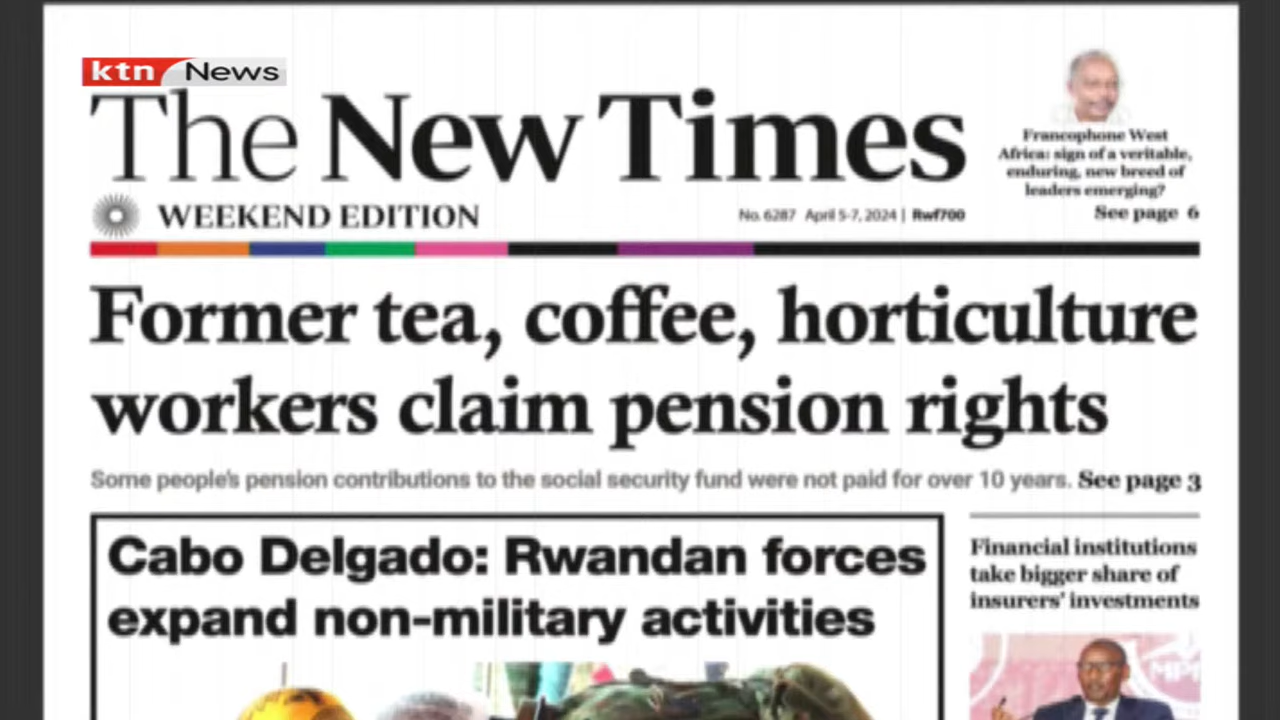 ktn News
The New Times
WEEKEND EDITION
No. 6287 April 5-7, 2024 | Rwf700
Francophone West
Africa: sign of a veritable,
enduring, new breed of
leaders emerging?
See page 6
Former tea, coffee, horticulture
workers claim pension rights
Some people's pension contributions to the social security fund were not paid for over 10 years. See page 3
Cabo Delgado: Rwandan forces
expand non-military activities
Financial institutions
take bigger share of
insurers' investments